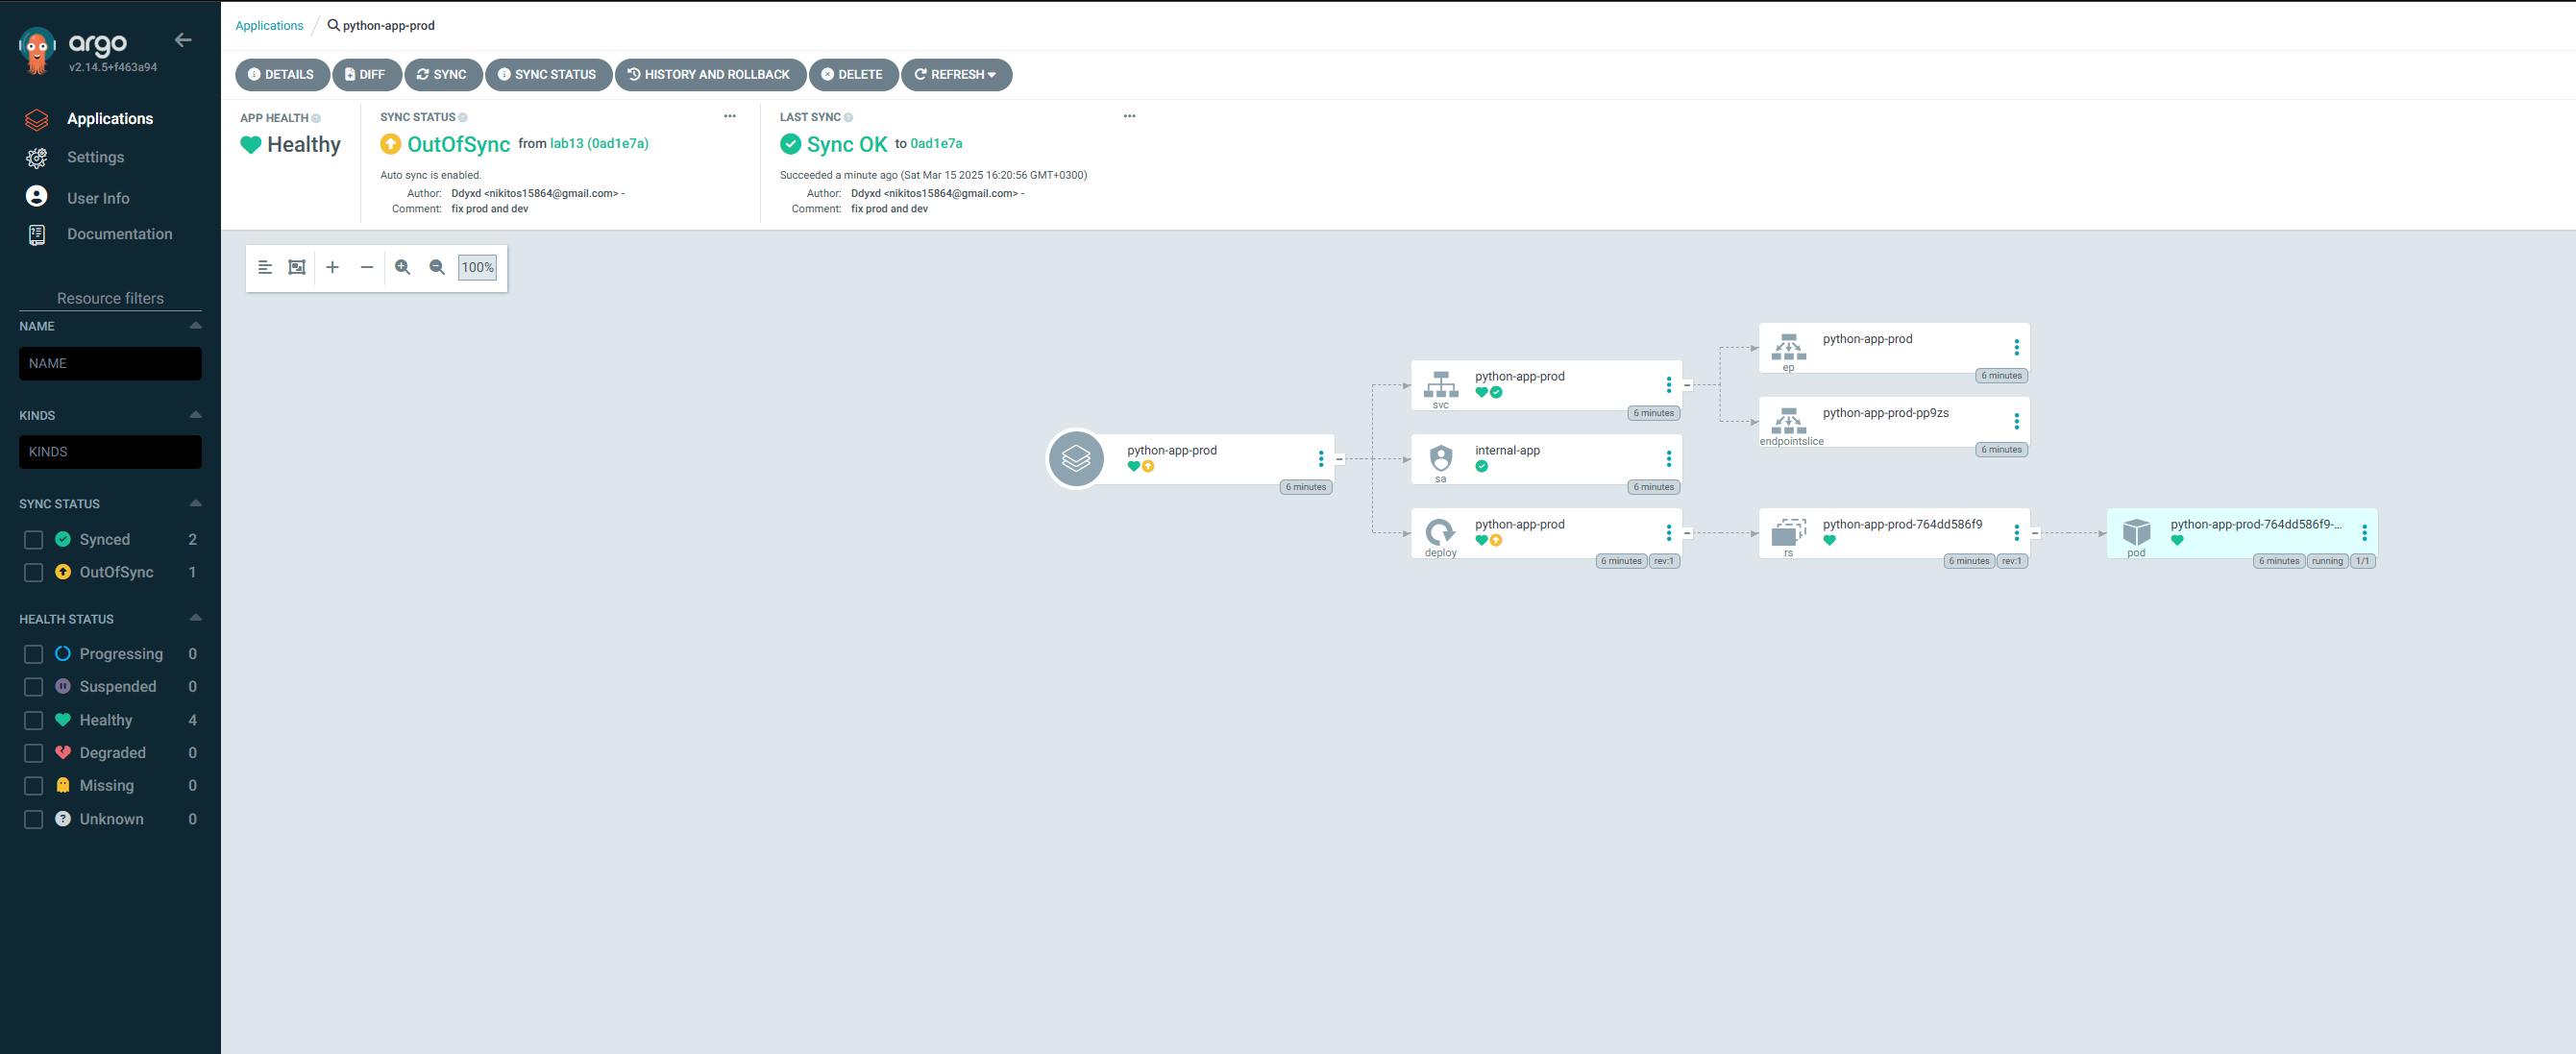 argo
v2.14.5+f463a94
Applications
Settings
User Info
Documentation
Resource filters
NAME
NAME
KINDS
KINDS
SYNC STATUS
Synced 2
OutOfSync 1
HEALTH STATUS
Progressing 0
Suspended 0
Healthy 4
Degraded 0
Missing 0
Unknown 0
Applications / python-app-prod
DETAILS DIFF SYNC SYNC STATUS HISTORY AND ROLLBACK DELETE REFRESH
APP HEALTH
Healthy
SYNC STATUS
OutOfSync from lab13 (0ad1e7a)
Auto sync is enabled.
Author: Ddyxd <nikitos15864@gmail.com> -
Comment: fix prod and dev
LAST SYNC
Sync OK to 0ad1e7a
Succeeded a minute ago (Sat Mar 15 2025 16:20:56 GMT+0300)
Author: Ddyxd <nikitos15864@gmail.com> -
Comment: fix prod and dev
100%
python-app-prod
6 minutes
python-app-prod
svc
6 minutes
internal-app
sa
6 minutes
python-app-prod
deploy
6 minutes rev:1
python-app-prod
ep
6 minutes
python-app-prod-pp9zs
endpointslice
6 minutes
python-app-prod-764dd586f9
rs
6 minutes rev:1
python-app-prod-764dd586f9-...
pod
6 minutes running 1/1